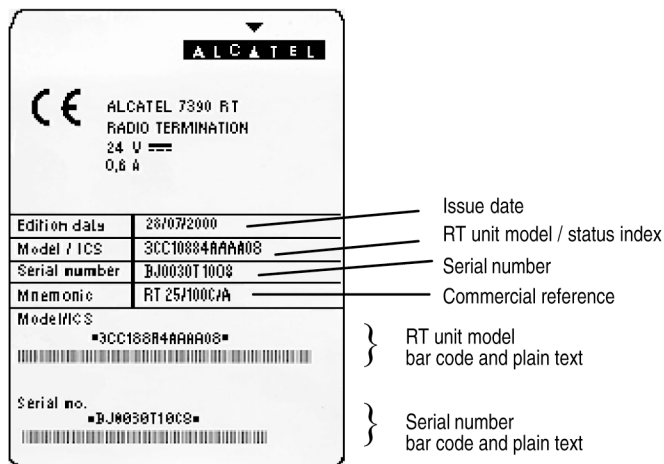 ALCATEL
CE
ALCATEL 7390 RT
RADIO TERMINATION
24 V
0,6 A
Edition date 28/07/2000 Issue date
Model / ICS 3CC10884AAAA08 RT unit model / status index
Serial number BJ0030T1008 Serial number
Mnemonic RT 25/100C/A Commercial reference
Model/ICS
RT unit model
bar code and plain text
Serial no.
Serial number
bar code and plain text